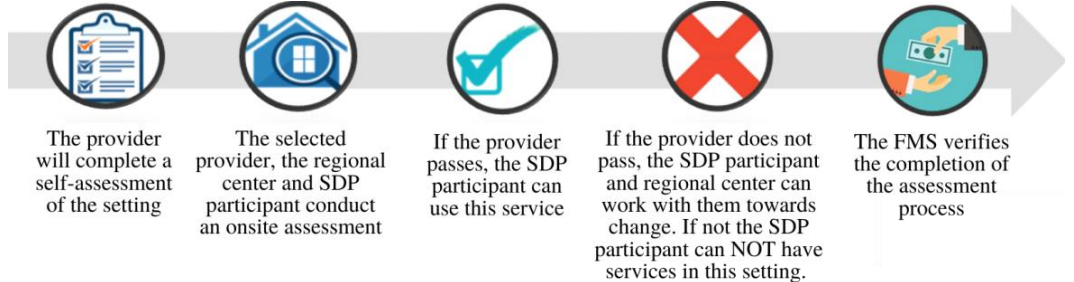 The provider
will complete a
self-assessment
of the setting
The selected
provider, the regional
center and SDP
participant conduct
an onsite assessment
If the provider
passes, the SDP
participant can
use this service
If the provider does not
pass, the SDP participant
and regional center can
work with them towards
change. If not the SDP
participant can NOT have
services in this setting.
The FMS verifies
the completion of
the assessment
process